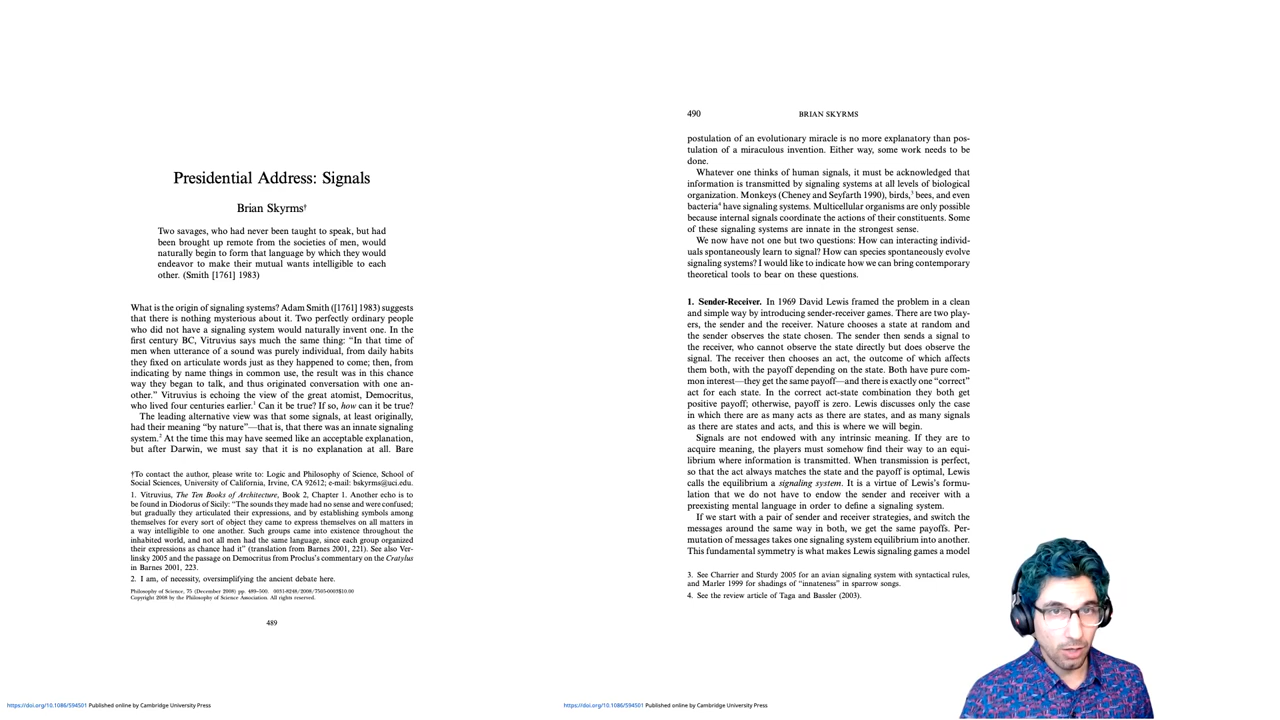 Presidential Address: Signals
Brian Skyrms†
Two savages, who had never been taught to speak, but had
been brought up remote from the societies of men, would
naturally begin to form that language by which they would
endeavor to make their mutual wants intelligible to each
other. (Smith [1761] 1983)
What is the origin of signaling systems? Adam Smith ([1761] 1983) suggests
that there is nothing mysterious about it. Two perfectly ordinary people
who did not have a signaling system would naturally invent one. In the
first century BC, Vitruvius says much the same thing: “In that time of
men when utterance of a sound was purely individual, from daily habits
they fixed on articulate words just as they happened to come; then, from
indicating by name things in common use, the result was in this chance
way they began to talk, and thus originated conversation with one an-
other.” Vitruvius is echoing the view of the great atomist, Democritus,
who lived four centuries earlier.1 Can it be true? If so, how can it be true?
The leading alternative view was that some signals, at least originally,
had their meaning “by nature”—that is, that there was an innate signaling
system.2 At the time this may have seemed like an acceptable explanation,
but after Darwin, we must say that it is no explanation at all. Bare
†To contact the author, please write to: Logic and Philosophy of Science, School of
Social Sciences, University of California, Irvine, CA 92612; e-mail: bskyrms@uci.edu.
1. Vitruvius, The Ten Books of Architecture, Book 2, Chapter 1. Another echo is to
be found in Diodorus of Sicily: “The sounds they made had no sense and were confused;
but gradually they articulated their expressions, and by establishing symbols among
themselves for every sort of object they came to express themselves on all matters in
a way intelligible to one another. Such groups came into existence throughout the
inhabited world, and not all men had the same language, since each group organized
their expressions as chance had it” (translation from Barnes 2001, 221). See also Ver-
linsky 2005 and the passage on Democritus from Proclus’s commentary on the Cratylus
in Barnes 2001, 223.
2. I am, of necessity, oversimplifying the ancient debate here.
Philosophy of Science, 75 (December 2008) pp. 489–500. 0031-8248/2008/7505-0003$10.00
Copyright 2008 by the Philosophy of Science Association. All rights reserved.
489
https://doi.org/10.1086/594501 Published online by Cambridge University Press
490 BRIAN SKYRMS
postulation of an evolutionary miracle is no more explanatory than pos-
tulation of a miraculous invention. Either way, some work needs to be
done.
Whatever one thinks of human signals, it must be acknowledged that
information is transmitted by signaling systems at all levels of biological
organization. Monkeys (Cheney and Seyfarth 1990), birds,3 bees, and even
bacteria4 have signaling systems. Multicellular organisms are only possible
because internal signals coordinate the actions of their constituents. Some
of these signaling systems are innate in the strongest sense.
We now have not one but two questions: How can interacting individ-
uals spontaneously learn to signal? How can species spontaneously evolve
signaling systems? I would like to indicate how we can bring contemporary
theoretical tools to bear on these questions.
1. Sender-Receiver. In 1969 David Lewis framed the problem in a clean
and simple way by introducing sender-receiver games. There are two play-
ers, the sender and the receiver. Nature chooses a state at random and
the sender observes the state chosen. The sender then sends a signal to
the receiver, who cannot observe the state directly but does observe the
signal. The receiver then chooses an act, the outcome of which affects
them both, with the payoff depending on the state. Both have pure com-
mon interest—they get the same payoff—and there is exactly one “correct”
act for each state. In the correct act-state combination they both get
positive payoff; otherwise, payoff is zero. Lewis discusses only the case
in which there are as many acts as there are states, and as many signals
as there are states and acts, and this is where we will begin.
Signals are not endowed with any intrinsic meaning. If they are to
acquire meaning, the players must somehow find their way to an equi-
librium where information is transmitted. When transmission is perfect,
so that the act always matches the state and the payoff is optimal, Lewis
calls the equilibrium a signaling system. It is a virtue of Lewis’s formu-
lation that we do not have to endow the sender and receiver with a
preexisting mental language in order to define a signaling system.
If we start with a pair of sender and receiver strategies, and switch the
messages around the same way in both, we get the same payoffs. Per-
mutation of messages takes one signaling system equilibrium into another.
This fundamental symmetry is what makes Lewis signaling games a model
3. See Charrier and Sturdy 2005 for an avian signaling system with syntactical rules,
and Marler 1999 for shadings of “innateness” in sparrow songs.
4. See the review article of Taga and Bassler (2003).
https://doi.org/10.1086/594501 Published online by Cambridge University Press